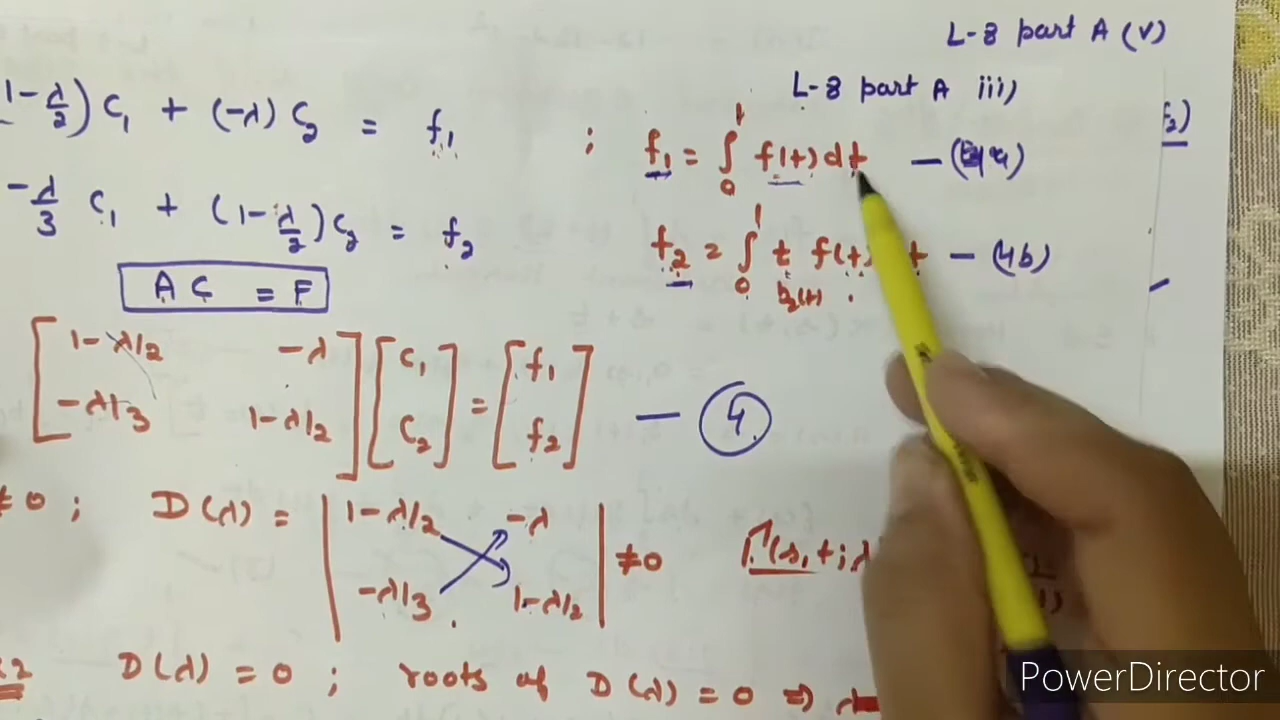 L-8 part A (v)
L-8 part A iii)
1-λ/2) C₁ + (-λ) C₂ = f₁ ; f₁ = ∫₀¹ f(t) dt — (4a)
-λ/3 C₁ + (1-λ/2) C₂ = f₂ f₂ = ∫₀¹ t f(t) t — (4b)
b₂(t)
A C = F
[1-λ/2 -λ] [C₁] = [f₁]
[-λ/3 1-λ/2] [C₂] [f₂] — 4
≠0 ; D(λ) = |1-λ/2 -λ| ≠0 Γ(s,t;λ
|-λ/3 1-λ/2|
D(λ) = 0 ; roots of D(λ) = 0 ⇒ λ
PowerDirector